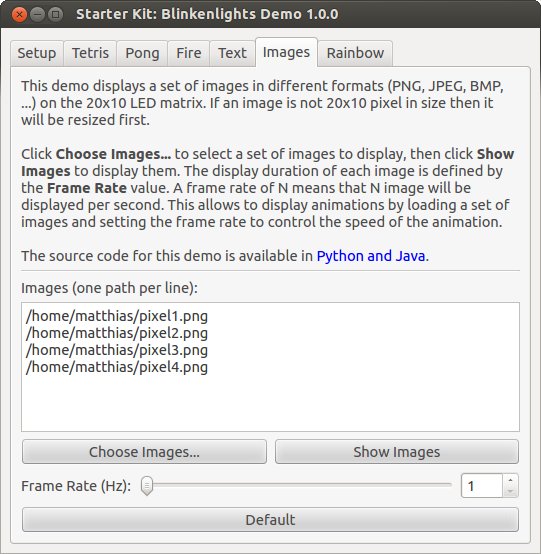 Starter Kit: Blinkenlights Demo 1.0.0
Setup Tetris Pong Fire Text Images Rainbow
This demo displays a set of images in different formats (PNG, JPEG, BMP,
...) on the 20x10 LED matrix. If an image is not 20x10 pixel in size then it
will be resized first.
Click Choose Images... to select a set of images to display, then click Show
Images to display them. The display duration of each image is defined by
the Frame Rate value. A frame rate of N means that N image will be
displayed per second. This allows to display animations by loading a set of
images and setting the frame rate to control the speed of the animation.
The source code for this demo is available in Python and Java.
Images (one path per line):
/home/matthias/pixel1.png
/home/matthias/pixel2.png
/home/matthias/pixel3.png
/home/matthias/pixel4.png
Choose Images... Show Images
Frame Rate (Hz): 1
Default